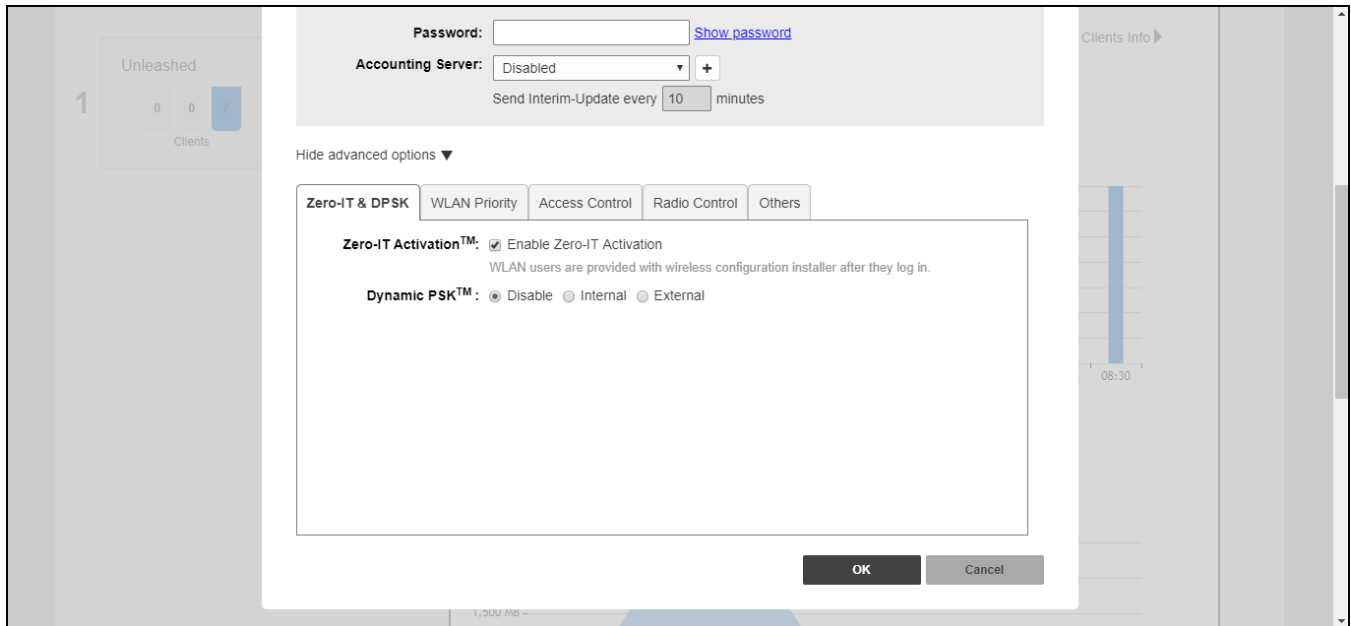 Password: Show password
Clients Info
Accounting Server: Disabled +
Unleashed
Send Interim-Update every 10 minutes
1 0 0 7
Clients
Hide advanced options
Zero-IT & DPSK WLAN Priority Access Control Radio Control Others
Zero-IT Activation™: Enable Zero-IT Activation
WLAN users are provided with wireless configuration installer after they log in.
Dynamic PSK™ : Disable Internal External
08:30
OK Cancel
1,500 MB